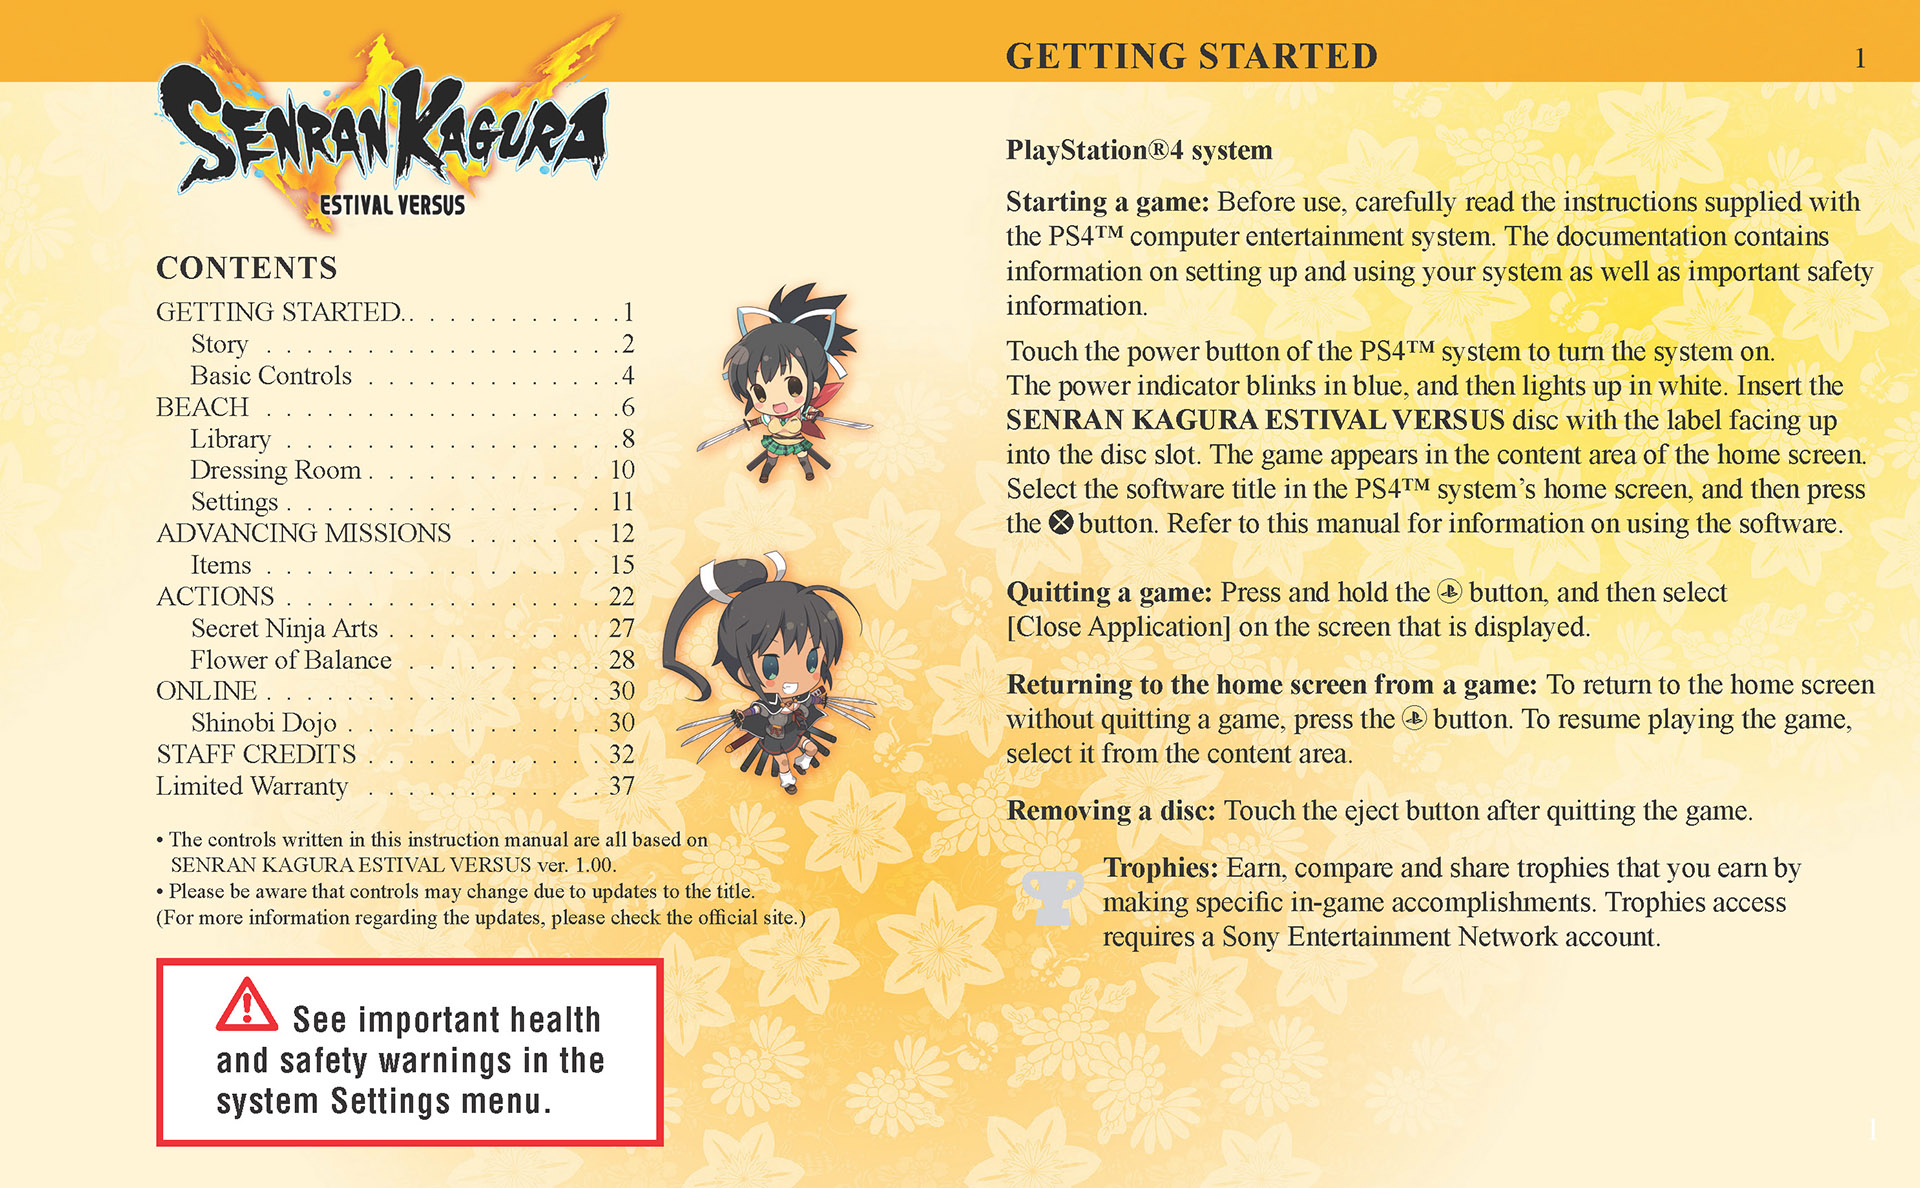 SENRAN KAGURA
ESTIVAL VERSUS
CONTENTS
GETTING STARTED. . . . . . . . . . . . 1
Story . . . . . . . . . . . . . . . . . . 2
Basic Controls . . . . . . . . . . . . . 4
BEACH . . . . . . . . . . . . . . . . . . 6
Library . . . . . . . . . . . . . . . . . 8
Dressing Room . . . . . . . . . . . . 10
Settings . . . . . . . . . . . . . . . . 11
ADVANCING MISSIONS . . . . . . . 12
Items . . . . . . . . . . . . . . . . . 15
ACTIONS . . . . . . . . . . . . . . . . 22
Secret Ninja Arts . . . . . . . . . . . 27
Flower of Balance . . . . . . . . . . 28
ONLINE . . . . . . . . . . . . . . . . . 30
Shinobi Dojo . . . . . . . . . . . . . 30
STAFF CREDITS . . . . . . . . . . . . 32
Limited Warranty . . . . . . . . . . . . 37
• The controls written in this instruction manual are all based on
SENRAN KAGURA ESTIVAL VERSUS ver. 1.00.
• Please be aware that controls may change due to updates to the title.
(For more information regarding the updates, please check the official site.)
See important health
and safety warnings in the
system Settings menu.
GETTING STARTED
1
PlayStation®4 system
Starting a game: Before use, carefully read the instructions supplied with
the PS4™ computer entertainment system. The documentation contains
information on setting up and using your system as well as important safety
information.
Touch the power button of the PS4™ system to turn the system on.
The power indicator blinks in blue, and then lights up in white. Insert the
SENRAN KAGURA ESTIVAL VERSUS disc with the label facing up
into the disc slot. The game appears in the content area of the home screen.
Select the software title in the PS4™ system’s home screen, and then press
the button. Refer to this manual for information on using the software.
Quitting a game: Press and hold the button, and then select
[Close Application] on the screen that is displayed.
Returning to the home screen from a game: To return to the home screen
without quitting a game, press the button. To resume playing the game,
select it from the content area.
Removing a disc: Touch the eject button after quitting the game.
Trophies: Earn, compare and share trophies that you earn by
making specific in-game accomplishments. Trophies access
requires a Sony Entertainment Network account.
1